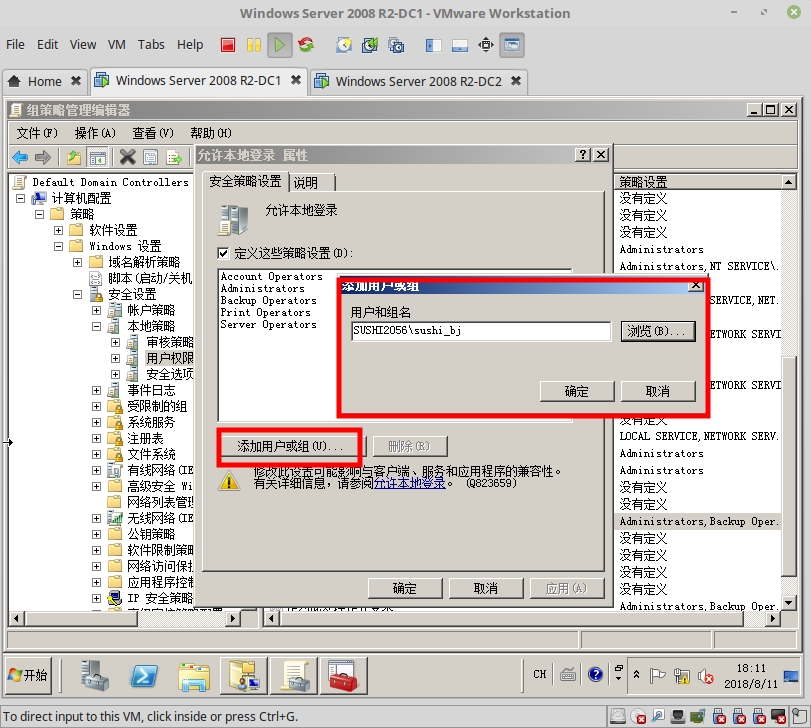 Windows Server 2008 R2-DC1 - VMware Workstation
File Edit View VM Tabs Help
Home Windows Server 2008 R2-DC1 Windows Server 2008 R2-DC2
组策略管理编辑器
文件(F) 操作(A) 查看(V) 帮助(H)
Default Domain Controllers
计算机配置
策略
软件设置
Windows 设置
域名解析策略
脚本(启动/关机
安全设置
帐户策略
本地策略
审核策略
用户权限
安全选项
事件日志
受限制的组
系统服务
注册表
文件系统
有线网络(IE
高级安全 Wi
网络列表管理
无线网络(IE
公钥策略
软件限制策略
网络访问保护
应用程序控制
IP 安全策略
允许本地登录 属性
安全策略设置 说明
允许本地登录
定义这些策略设置(D):
Account Operators
Administrators
Backup Operators
Print Operators
Server Operators
添加用户或组(U)... 删除(R)
修改此设置可能影响与客户端、服务和应用程序的兼容性。
有关详细信息，请参阅允许本地登录。 (Q823659)
确定 取消 应用(A)
添加用户或组
用户和组名
SUSHI2056\sushi_bj
浏览(B)...
确定 取消
策略设置
没有定义
没有定义
没有定义
Administrators
Administrators, NT SERVICE\.
SERVICE, NET.
ETWORK SERVI
ETWORK SERVI
没有定义
LOCAL SERVICE, NETWORK SERVI
Administrators
Administrators
没有定义
没有定义
Administrators, Backup Oper.
没有定义
没有定义
没有定义
没有定义
Administrators, Backup Oper.
开始
CH
18:11
2018/8/11
To direct input to this VM, click inside or press Ctrl+G.